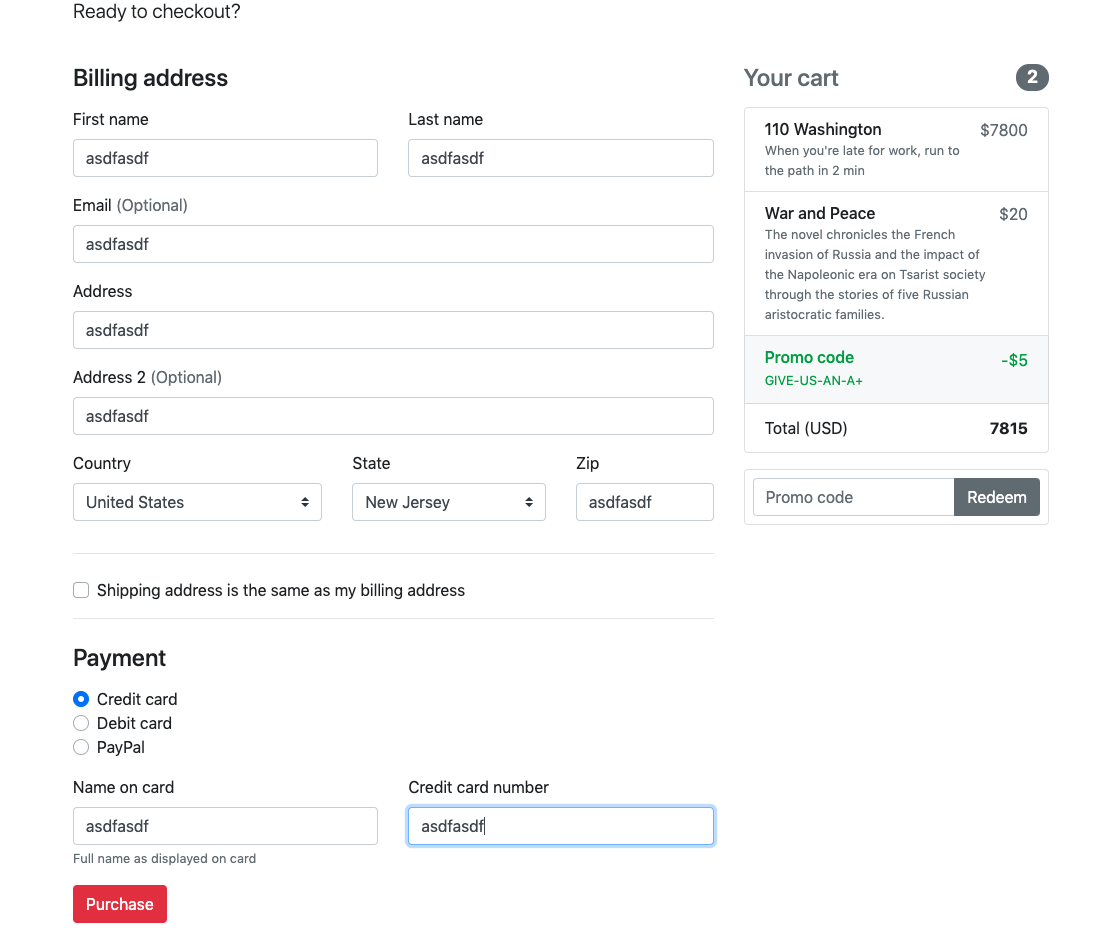 Ready to checkout?
Billing address
First name
Last name
asdfasdf
asdfasdf
Email (Optional)
asdfasdf
Address
asdfasdf
Address 2 (Optional)
asdfasdf
Country
State
Zip
United States
New Jersey
asdfasdf
Shipping address is the same as my billing address
Payment
Credit card
Debit card
PayPal
Name on card
Credit card number
asdfasdf
asdfasdf
Full name as displayed on card
Purchase
Your cart
2
110 Washington
$7800
When you're late for work, run to
the path in 2 min
War and Peace
$20
The novel chronicles the French
invasion of Russia and the impact of
the Napoleonic era on Tsarist society
through the stories of five Russian
aristocratic families.
Promo code
-$5
GIVE-US-AN-A+
Total (USD)
7815
Promo code
Redeem